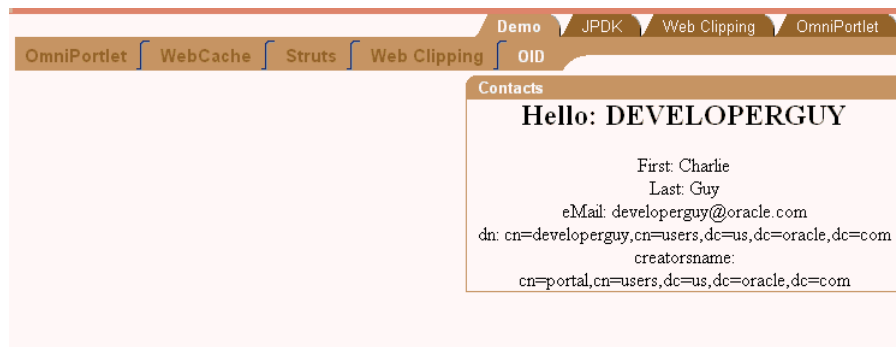 Demo JPDK Web Clipping OmniPortlet
OmniPortlet WebCache Struts Web Clipping OID
Contacts
Hello: DEVELOPERGUY
First: Charlie
Last: Guy
eMail: developerguy@oracle.com
dn: cn=developerguy,cn=users,dc=us,dc=oracle,dc=com
creatorsname:
cn=portal,cn=users,dc=us,dc=oracle,dc=com